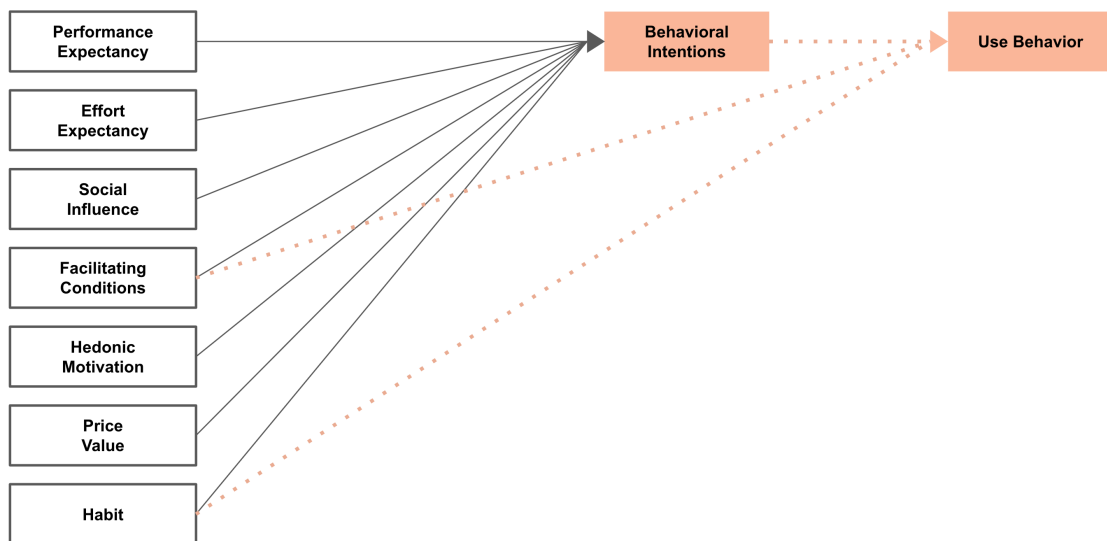 Performance
Expectancy
Behavioral
Intentions
Use Behavior
Effort
Expectancy
Social
Influence
Facilitating
Conditions
Hedonic
Motivation
Price
Value
Habit